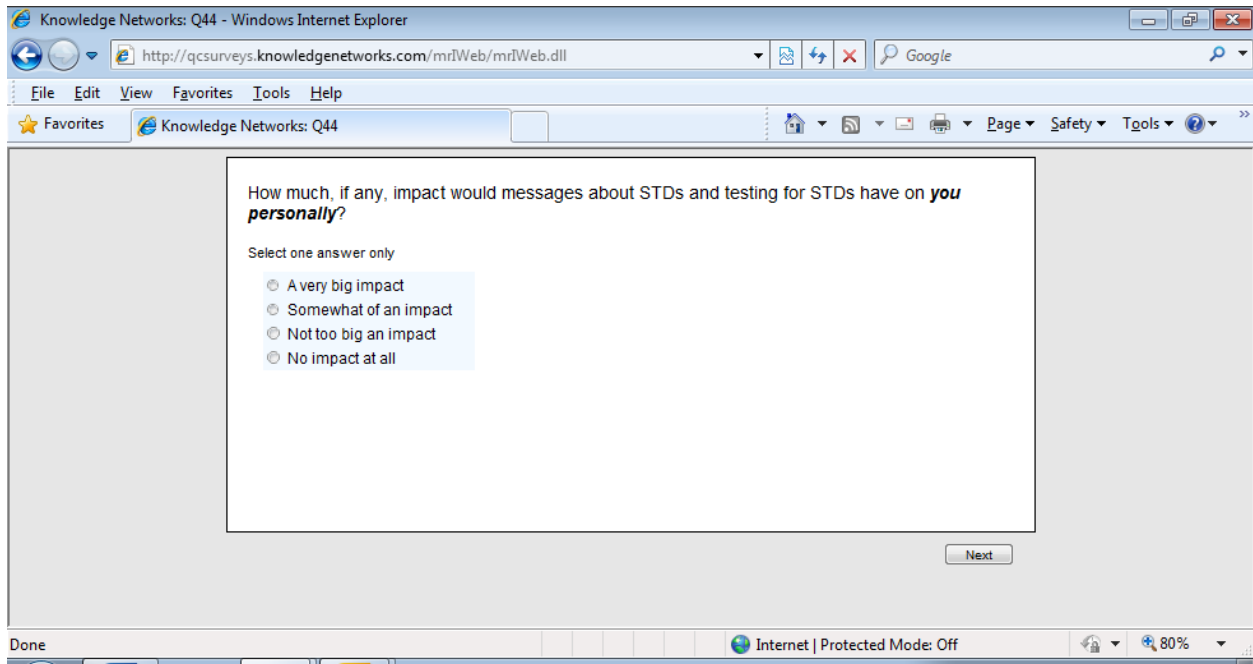 Knowledge Networks: Q44 - Windows Internet Explorer
http://qcsurveys.knowledgenetworks.com/mrIWeb/mrIWeb.dll
Google
File Edit View Favorites Tools Help
Favorites Knowledge Networks: Q44 Page Safety Tools
How much, if any, impact would messages about STDs and testing for STDs have on you
personally?
Select one answer only
A very big impact
Somewhat of an impact
Not too big an impact
No impact at all
Next
Done Internet | Protected Mode: Off 80%